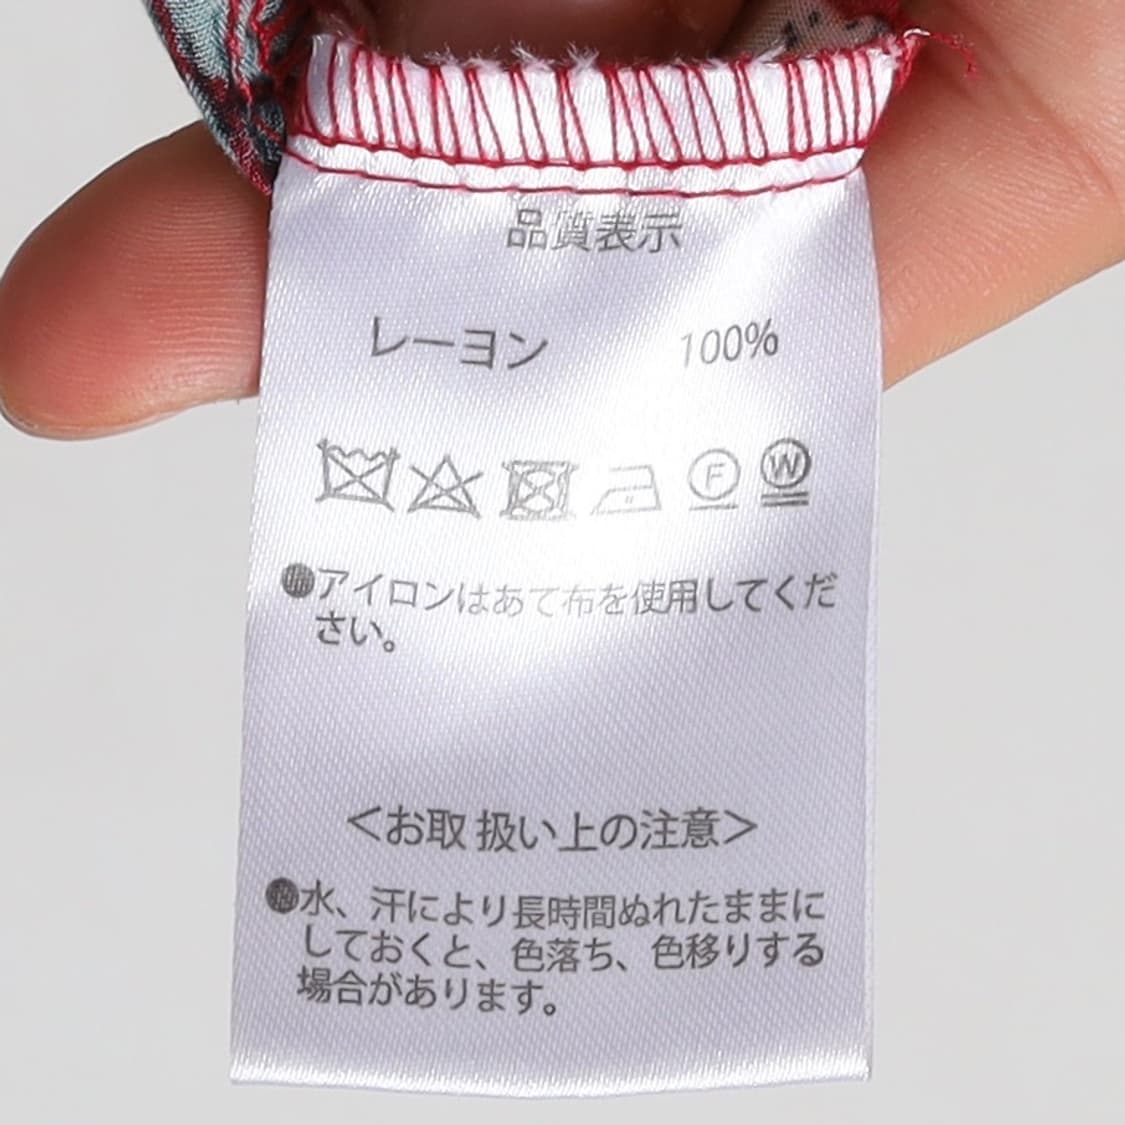 品質表示
レーヨン 100%
F W
●アイロンはあて布を使用してくだ
さい。
<お取扱い上の注意>
●水、汗により長時間ぬれたままに
しておくと、色落ち、色移りする
場合があります。